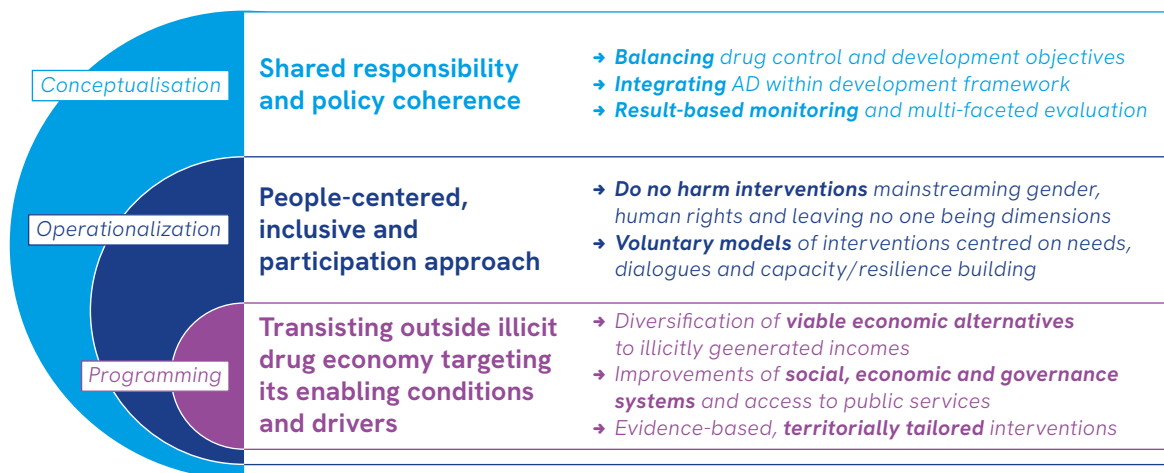 Conceptualisation
Shared responsibility
and policy coherence
→ Balancing drug control and development objectives
→ Integrating AD within development framework
→ Result-based monitoring and multi-faceted evaluation
Operationalization
People-centered,
inclusive and
participation approach
→ Do no harm interventions mainstreaming gender,
human rights and leaving no one being dimensions
→ Voluntary models of interventions centred on needs,
dialogues and capacity/resilience building
Programming
Transisting outside illicit
drug economy targeting
its enabling conditions
and drivers
→ Diversification of viable economic alternatives
to illicitly geenerated incomes
→ Improvements of social, economic and governance
systems and access to public services
→ Evidence-based, territorially tailored interventions